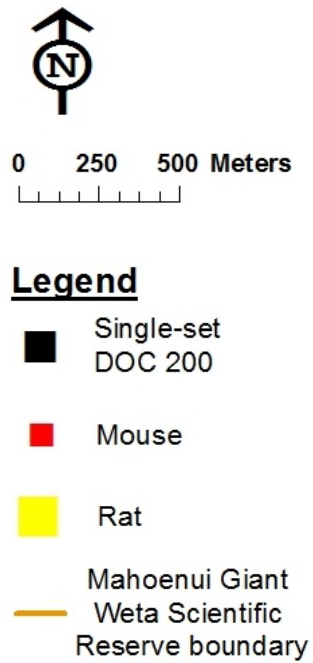 N
0 250 500 Meters
Legend
Single-set
DOC 200
Mouse
Rat
Mahoenui Giant
Weta Scientific
Reserve boundary